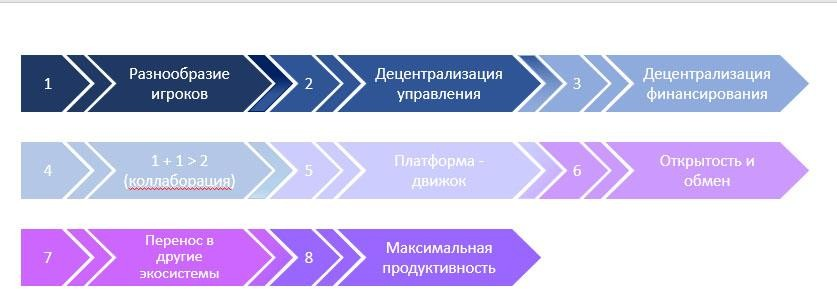 1
Разнообразие
игроков
2
Децентрализация
управления
3
Децентрализация
финансирования
4
1 + 1 > 2
(коллаборация)
5
Платформа -
движок
6
Открытость и
обмен
7
Перенос в
другие
экосистемы
8
Максимальная
продуктивность